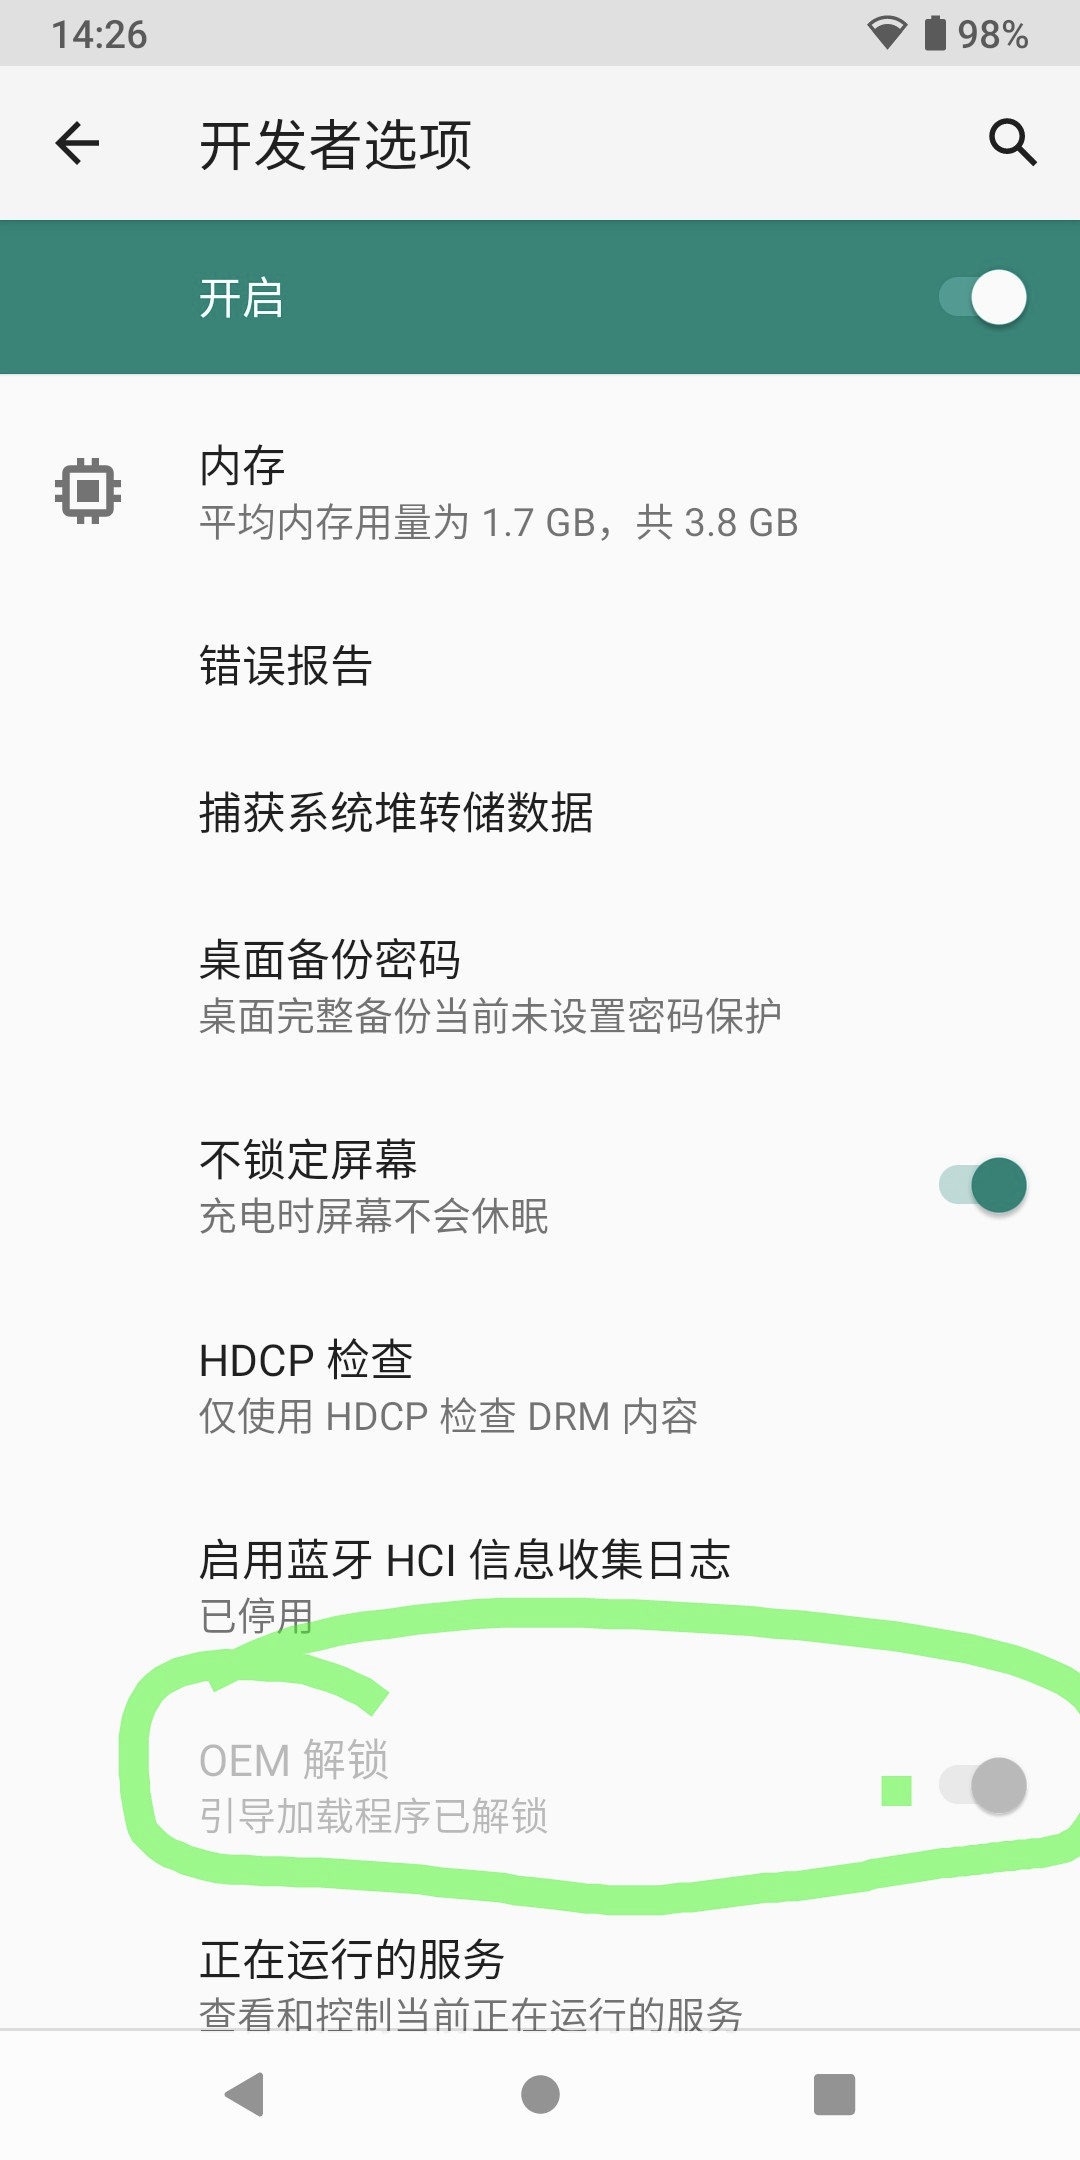 14:26 98%
开发者选项
开启
内存
平均内存用量为 1.7 GB，共 3.8 GB
错误报告
捕获系统堆转储数据
桌面备份密码
桌面完整备份当前未设置密码保护
不锁定屏幕
充电时屏幕不会休眠
HDCP 检查
仅使用 HDCP 检查 DRM 内容
启用蓝牙 HCI 信息收集日志
已停用
OEM 解锁
引导加载程序已解锁
正在运行的服务
查看和控制当前正在运行的服务